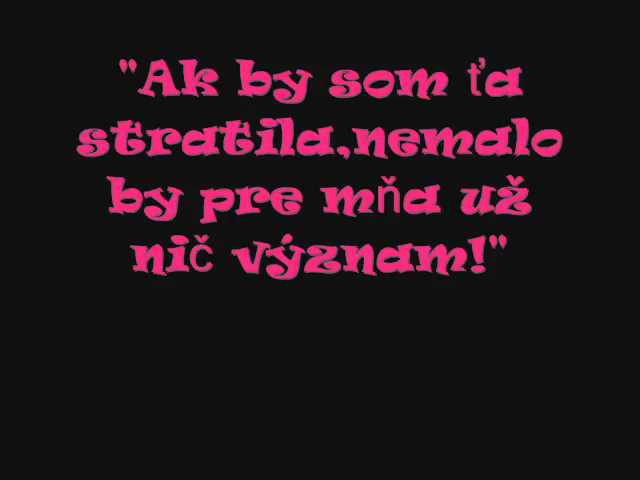 "Ak by som ťa
stratila,nemalo
by pre mňa už
nič význam!"